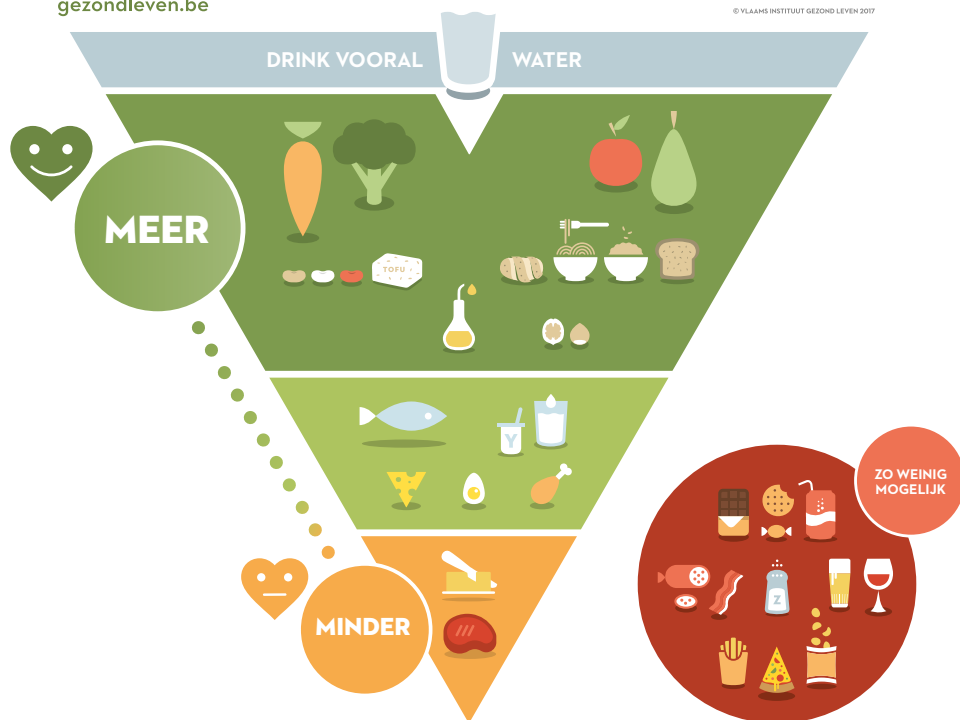 gezondleven.be
© VLAAMS INSTITUUT GEZOND LEVEN 2017
DRINK VOORAL WATER
MEER
TOFU
Y
ZO WEINIG
MOGELIJK
Z
MINDER